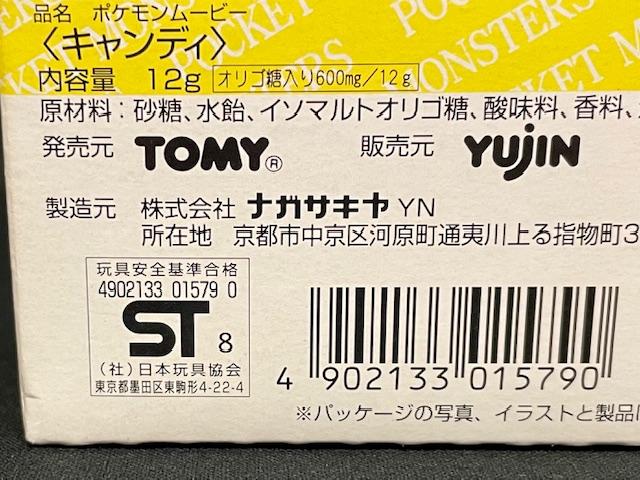 品名 ポケモンムービー
〈キャンディ〉
内容量 12g オリゴ糖入り600mg/12g
POCKET MONSTERS
POCKET
原材料：砂糖、水飴、イソマルトオリゴ糖、酸味料、香料、
発売元 TOMY® 販売元 YUJIN
製造元 株式会社 ナガサキヤ YN
所在地 京都市中京区河原町通夷川上る指物町3
玩具安全基準合格
4902133 01579 0
ST 8
(社)日本玩具協会
東京都墨田区東駒形4-22-4
4 902133 015790
※パッケージの写真、イラストと製品は